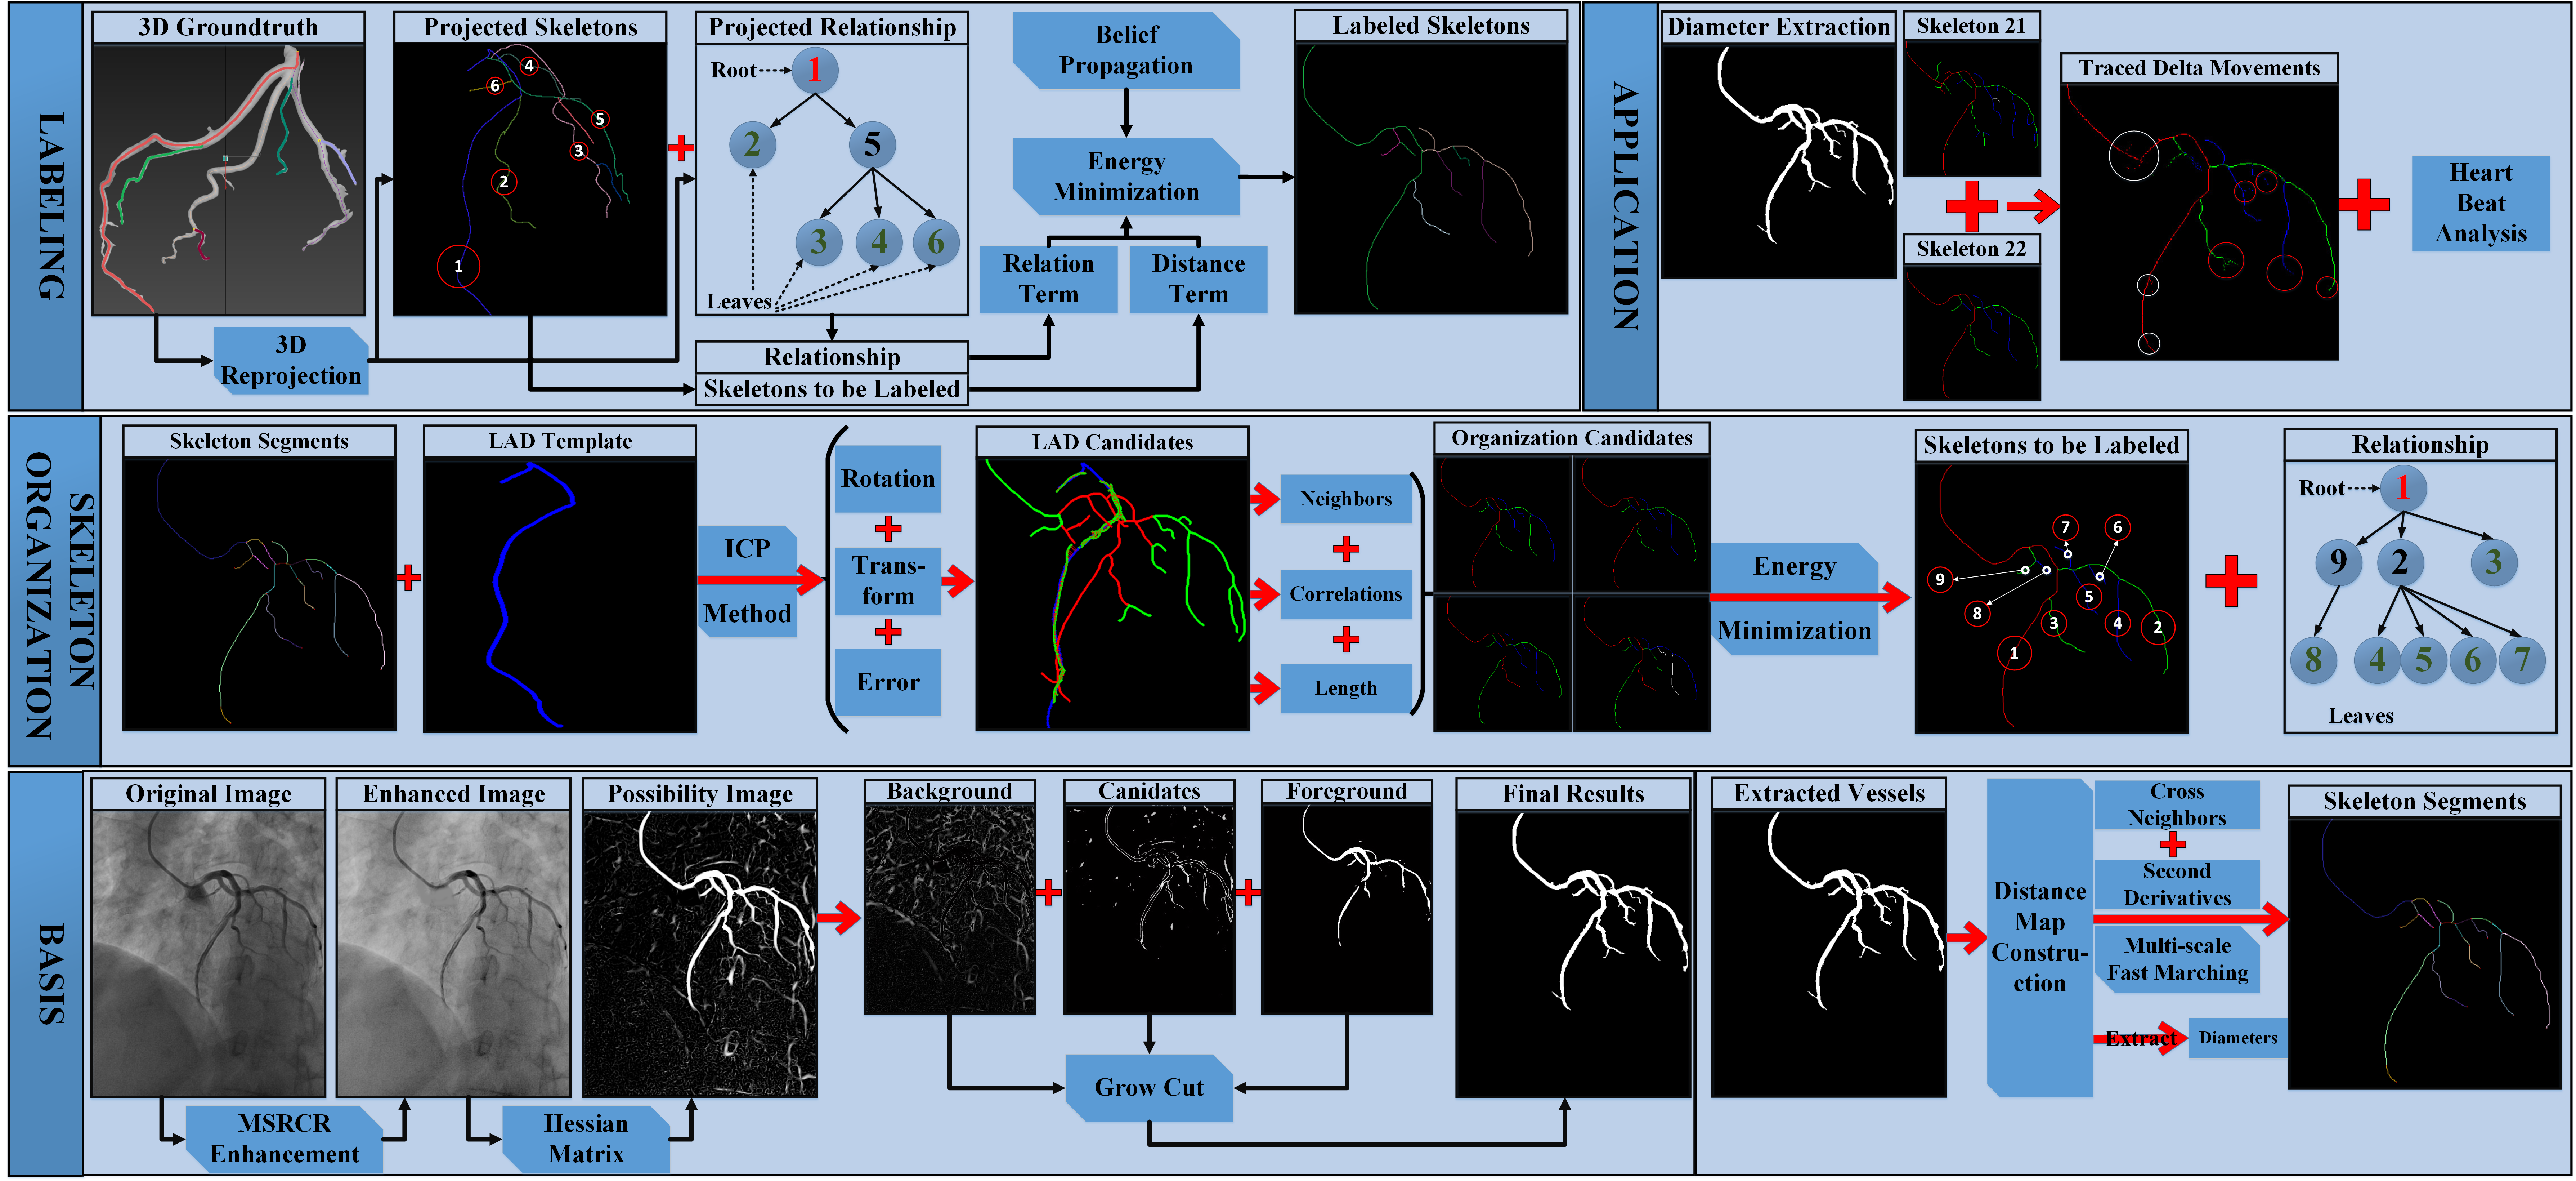 LABELING
3D Groundtruth
Projected Skeletons
4
6
5
3
2
1
Projected Relationship
Root
1
2
5
3
4
6
Leaves
3D
Reprojection
Relationship
Skeletons to be Labeled
Belief
Propagation
Energy
Minimization
Relation
Term
Distance
Term
Labeled Skeletons
APPLICATION
Diameter Extraction
Skeleton 21
Skeleton 22
Traced Delta Movements
Heart
Beat
Analysis
SKELETON
ORGANIZATION
Skeleton Segments
LAD Template
ICP
Method
Rotation
Trans-
form
Error
LAD Candidates
Neighbors
Correlations
Length
Organization Candidates
Energy
Minimization
Skeletons to be Labeled
7
6
9
8
5
3
4
2
1
Relationship
Root
1
9
2
3
8
4
5
6
7
Leaves
BASIS
Original Image
Enhanced Image
Possibility Image
MSRCR
Enhancement
Hessian
Matrix
Background
Canidates
Foreground
Grow Cut
Final Results
Extracted Vessels
Distance
Map
Constru-
ction
Cross
Neighbors
Second
Derivatives
Multi-scale
Fast Marching
Extract
Diameters
Skeleton Segments